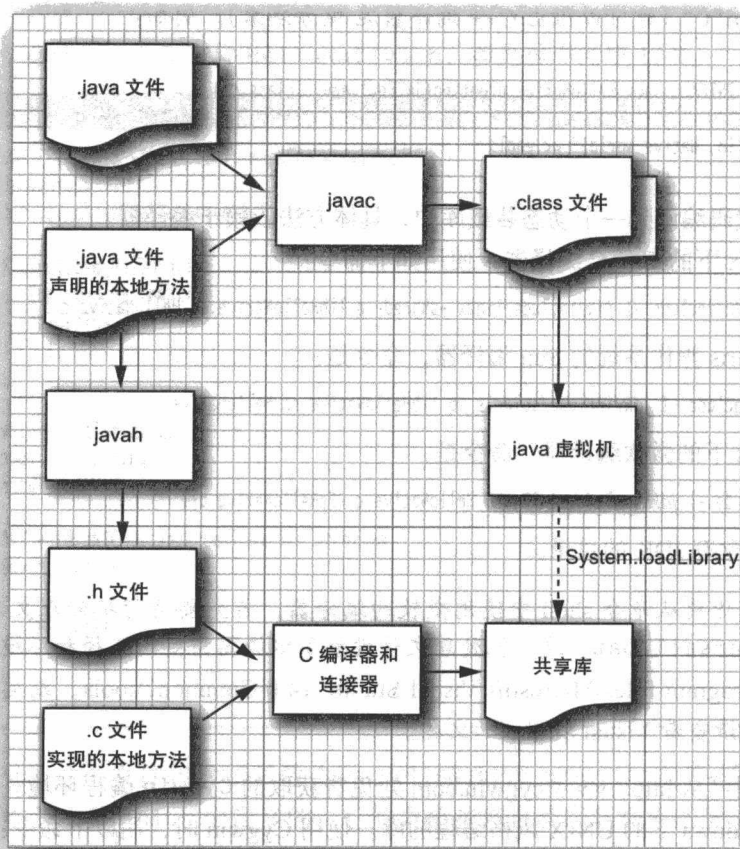 .java 文件
javac
.class 文件
.java 文件
声明的本地方法
javah
java 虚拟机
System.loadLibrary
.h 文件
C 编译器和
连接器
共享库
.c 文件
实现的本地方法